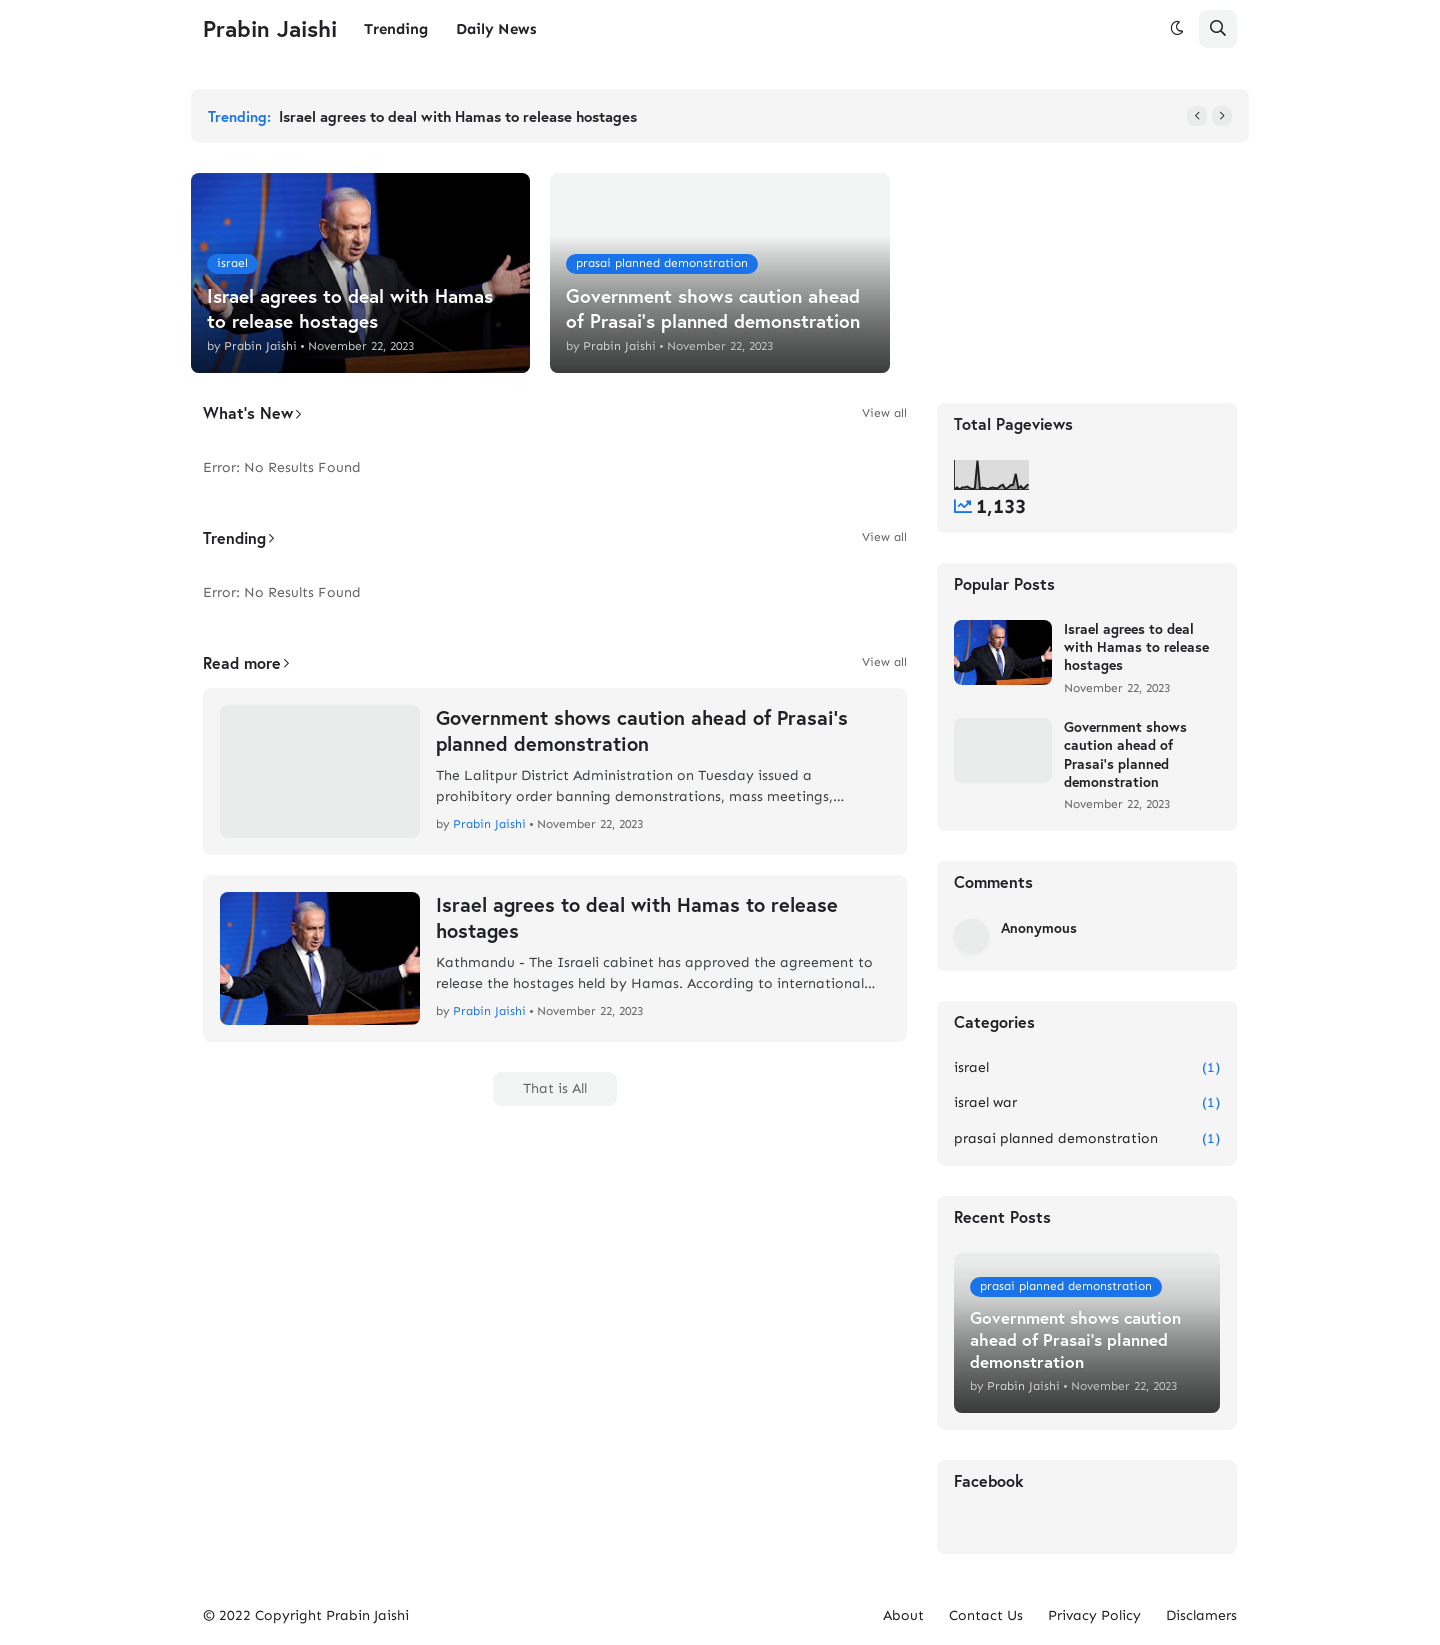 Prabin Jaishi
Trending
Daily News
Trending: Israel agrees to deal with Hamas to release hostages
israel
Israel agrees to deal with Hamas
to release hostages
by Prabin Jaishi • November 22, 2023
prasai planned demonstration
Government shows caution ahead
of Prasai's planned demonstration
by Prabin Jaishi • November 22, 2023
What's New
View all
Error: No Results Found
Trending
View all
Error: No Results Found
Read more
View all
Government shows caution ahead of Prasai's
planned demonstration
The Lalitpur District Administration on Tuesday issued a
prohibitory order banning demonstrations, mass meetings,...
by Prabin Jaishi • November 22, 2023
Israel agrees to deal with Hamas to release
hostages
Kathmandu - The Israeli cabinet has approved the agreement to
release the hostages held by Hamas. According to international...
by Prabin Jaishi • November 22, 2023
That is All
Total Pageviews
1,133
Popular Posts
Israel agrees to deal
with Hamas to release
hostages
November 22, 2023
Government shows
caution ahead of
Prasai's planned
demonstration
November 22, 2023
Comments
Anonymous
Categories
israel (1)
israel war (1)
prasai planned demonstration (1)
Recent Posts
prasai planned demonstration
Government shows caution
ahead of Prasai's planned
demonstration
by Prabin Jaishi • November 22, 2023
Facebook
© 2022 Copyright Prabin Jaishi
About
Contact Us
Privacy Policy
Disclamers